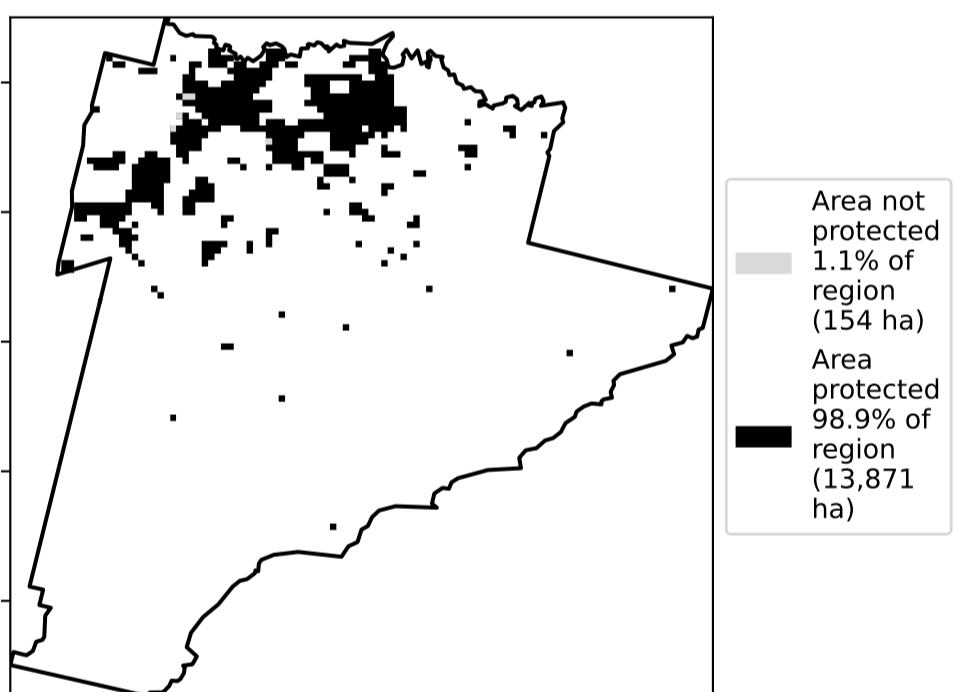 Area not
protected
1.1% of
region
(154 ha)
Area
protected
98.9% of
region
(13,871
ha)